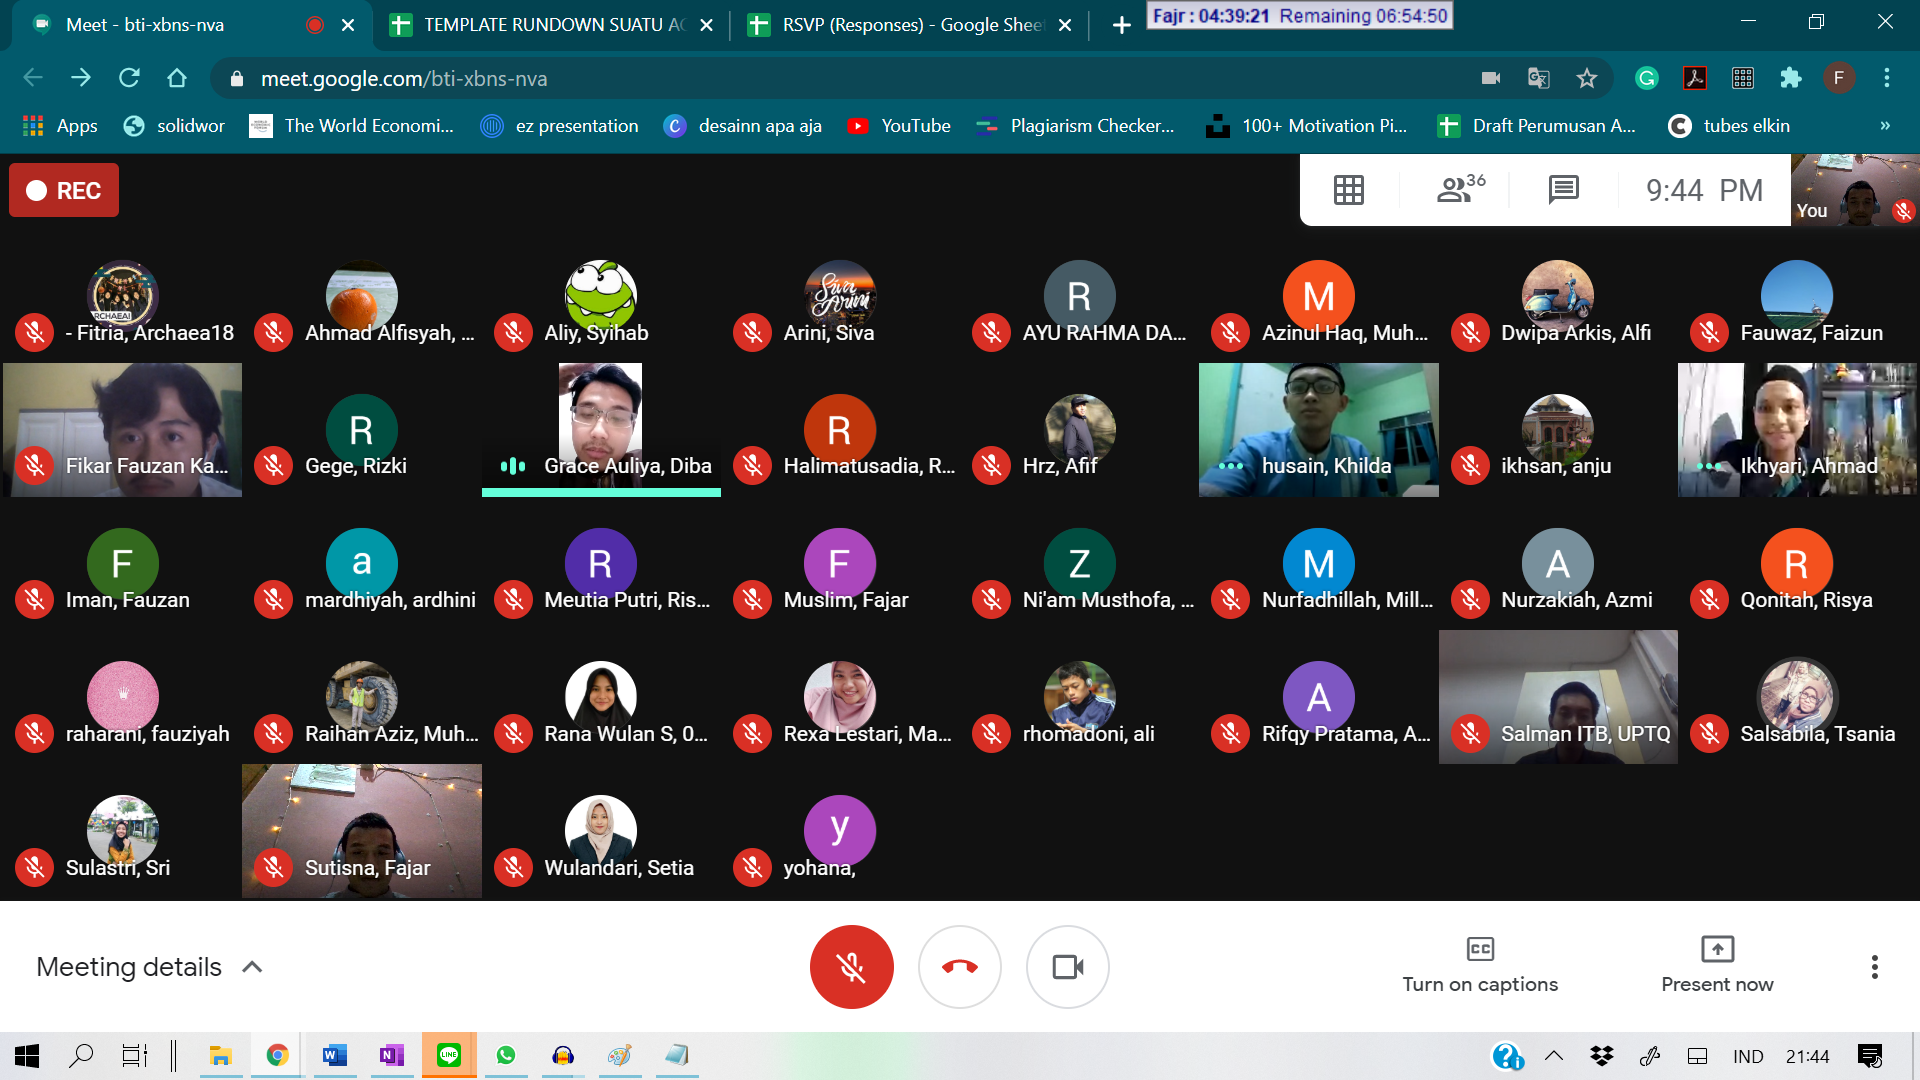 Meet - bti-xbns-nva
TEMPLATE RUNDOWN SUATU AC
RSVP (Responses) - Google Shee
Fajr : 04:39:21 Remaining 06:54:50
meet.google.com/bti-xbns-nva
F
Apps
solidwor
The World Economi...
ez presentation
desainn apa aja
YouTube
Plagiarism Checker...
100+ Motivation Pi...
Draft Perumusan A...
tubes elkin
REC
36
9:44 PM
You
ARCHAEA
Siva Arini
R
M
- Fitria, Archaea18
Ahmad Alfisyah, ...
Aliy, Syihab
Arini, Siva
AYU RAHMA DA...
Azinul Haq, Muh...
Dwipa Arkis, Alfi
Fauwaz, Faizun
R
R
Fikar Fauzan Ka...
Gege, Rizki
Grace Auliya, Diba
Halimatusadia, R...
Hrz, Afif
husain, Khilda
ikhsan, anju
Ikhyari, Ahmad
F
a
R
F
Z
M
A
R
Iman, Fauzan
mardhiyah, ardhini
Meutia Putri, Ris...
Muslim, Fajar
Ni'am Musthofa, ...
Nurfadhillah, Mill...
Nurzakiah, Azmi
Qonitah, Risya
A
raharani, fauziyah
Raihan Aziz, Muh...
Rana Wulan S, 0...
Rexa Lestari, Ma...
rhomadoni, ali
Rifqy Pratama, A...
Salman ITB, UPTQ
Salsabila, Tsania
y
Sulastri, Sri
Sutisna, Fajar
Wulandari, Setia
yohana,
Meeting details
CC
Turn on captions
Present now
W
N
LINE
IND
21:44